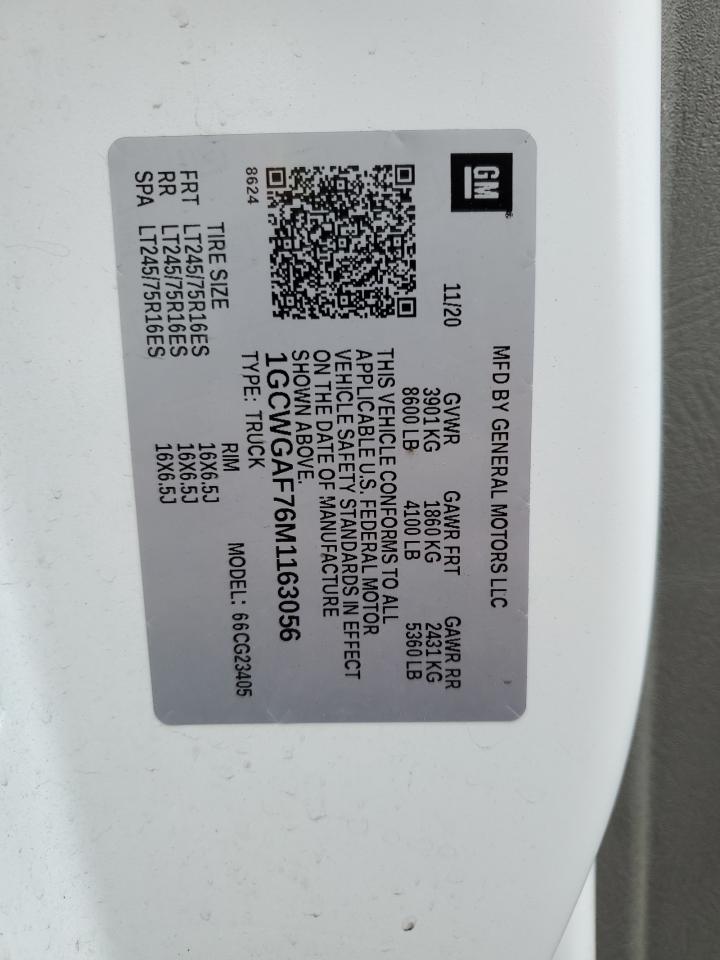 GM
MFD BY GENERAL MOTORS LLC
11/20 GVWR GAWR FRT GAWR RR
3901 KG 1860 KG 2431 KG
8600 LB 4100 LB 5360 LB
THIS VEHICLE CONFORMS TO ALL
APPLICABLE U.S. FEDERAL MOTOR
VEHICLE SAFETY STANDARDS IN EFFECT
ON THE DATE OF MANUFACTURE
SHOWN ABOVE.
1GCWGAF76M1163056
8624 TYPE: TRUCK MODEL: 66CG23405
TIRE SIZE RIM
FRT LT245/75R16ES 16X6.5J
RR LT245/75R16ES 16X6.5J
SPA LT245/75R16ES 16X6.5J